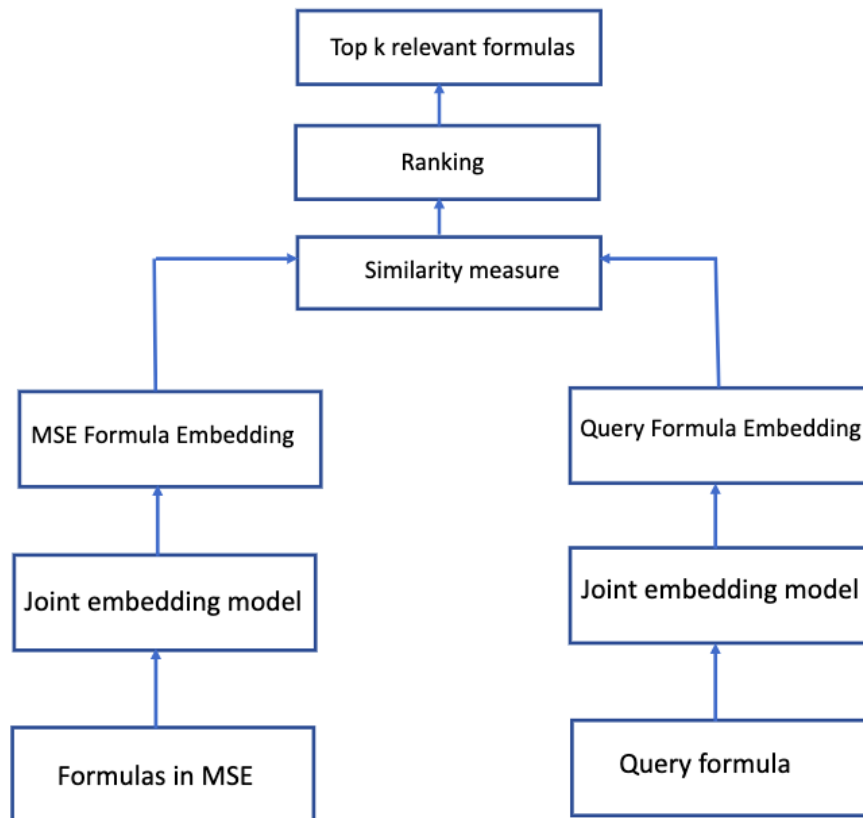 Top k relevant formulas
Ranking
Similarity measure
MSE Formula Embedding
Query Formula Embedding
Joint embedding model
Joint embedding model
Formulas in MSE
Query formula